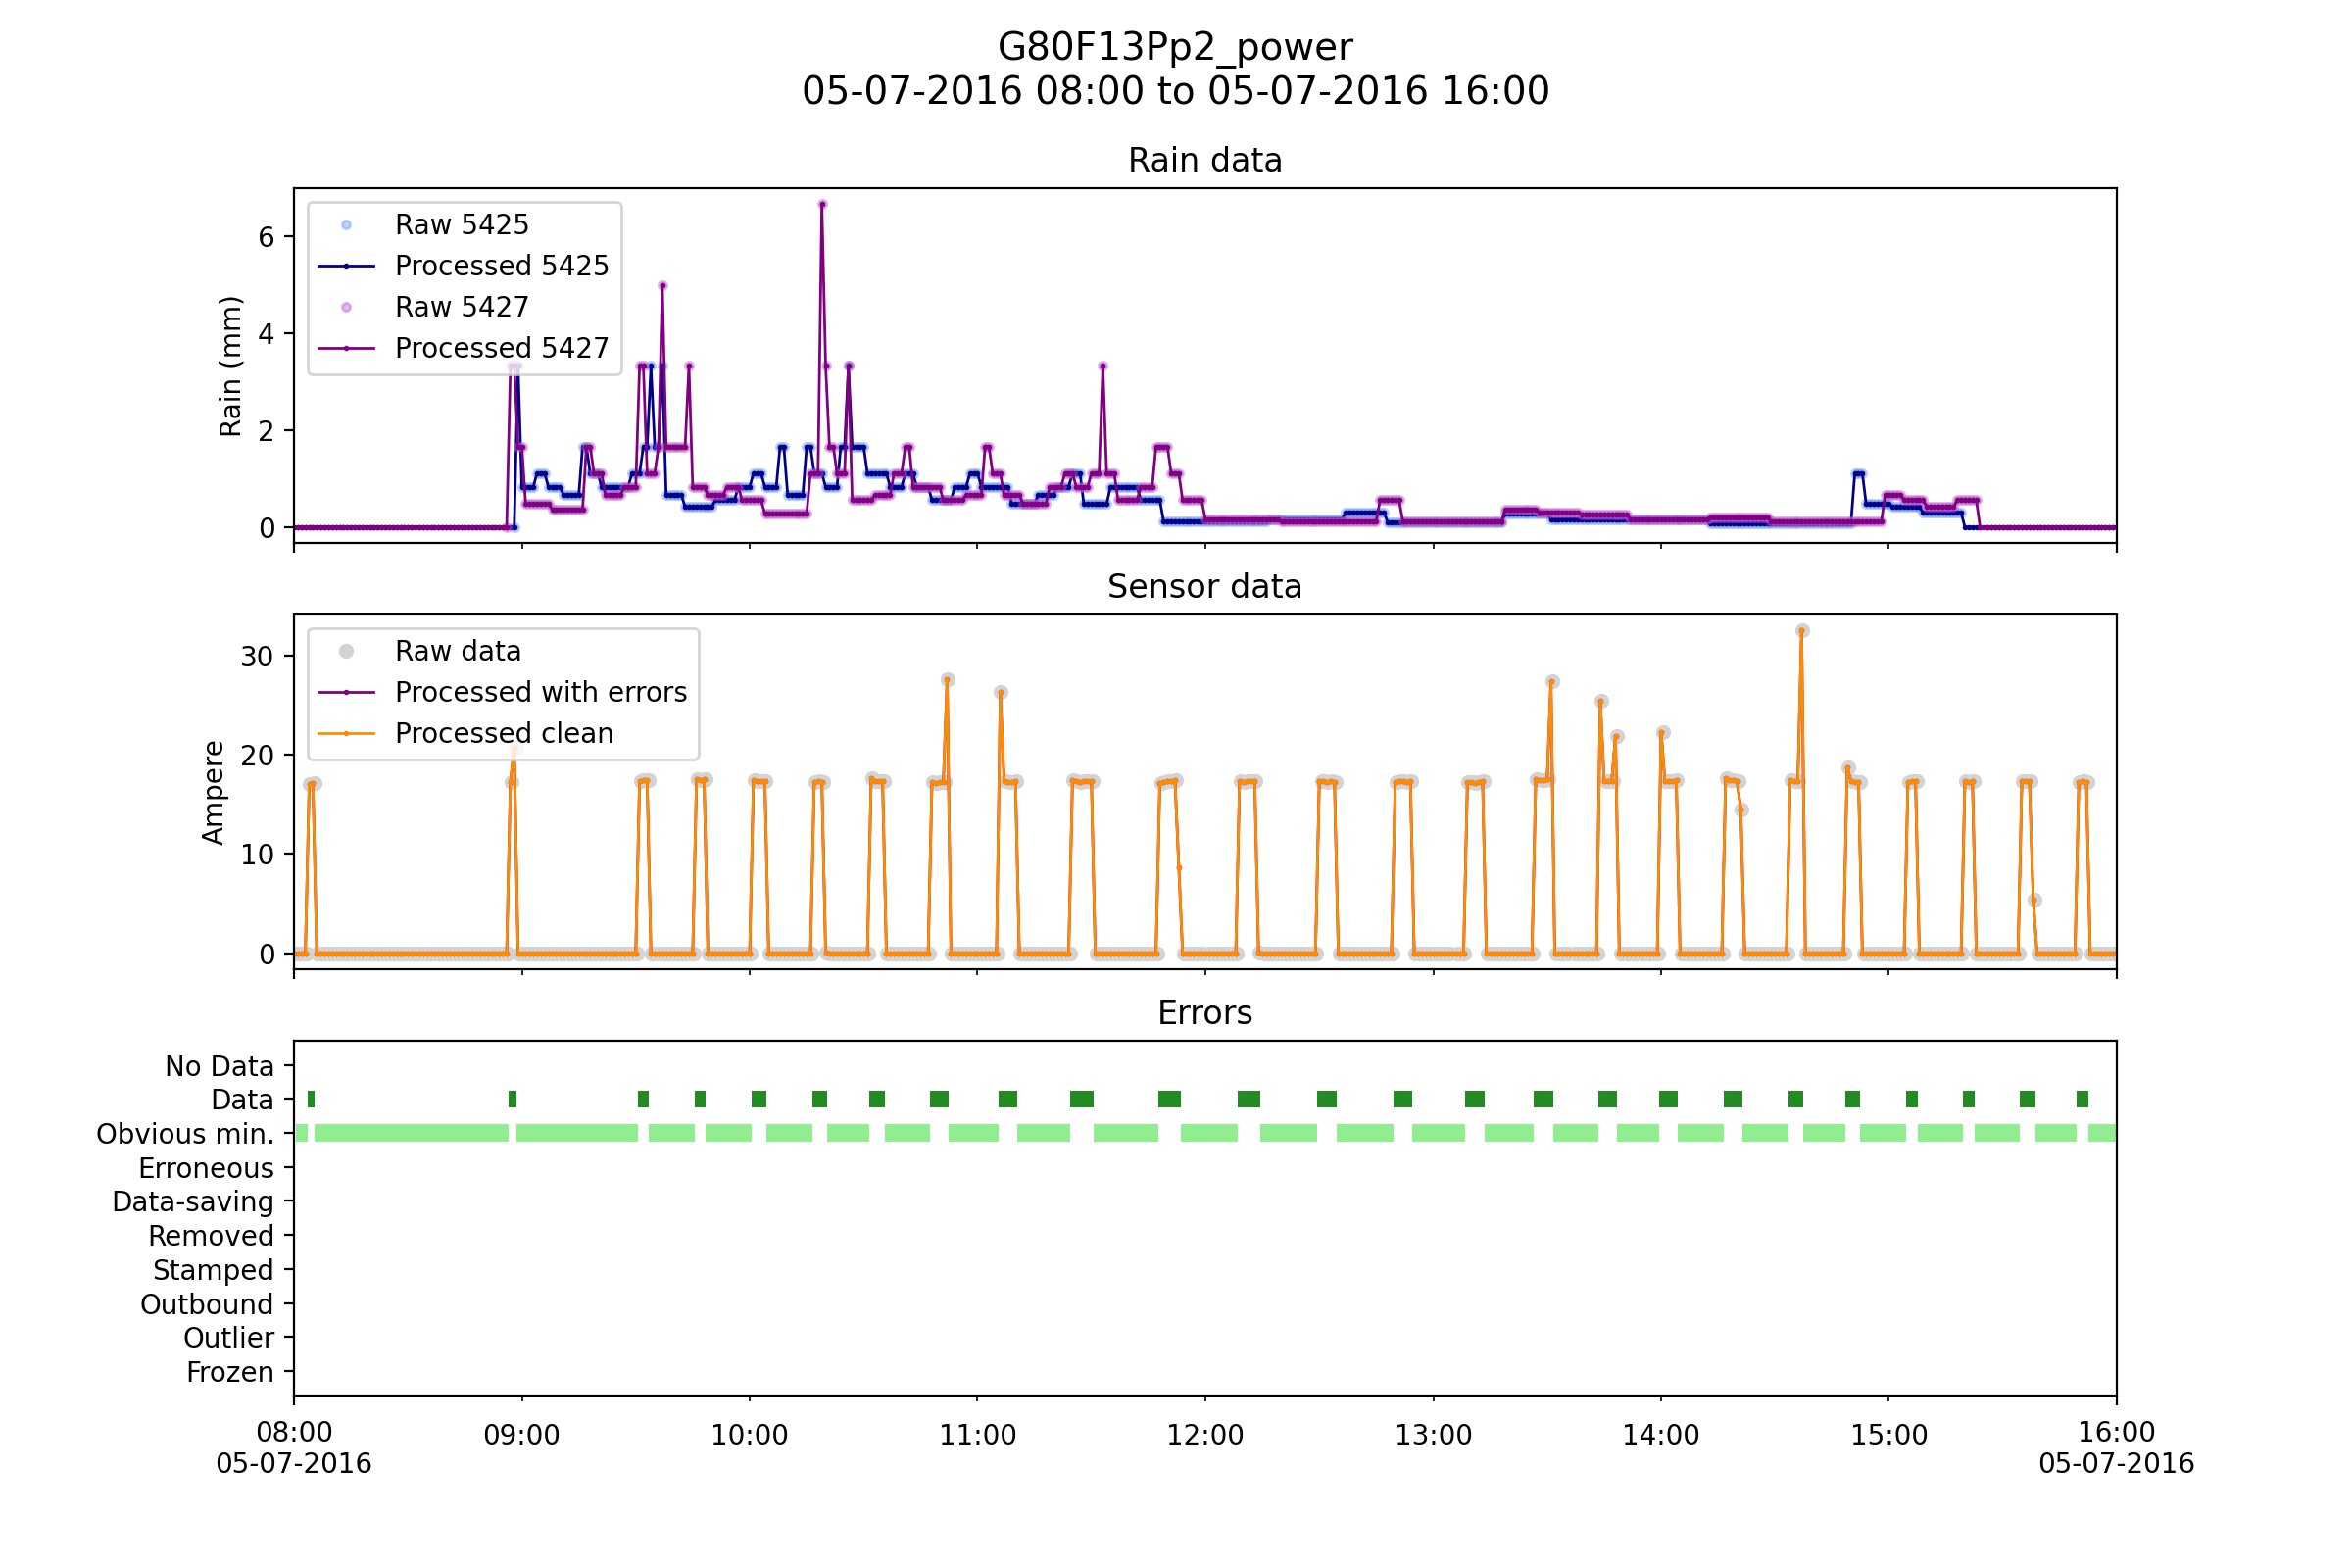 G80F13Pp2_power
05-07-2016 08:00 to 05-07-2016 16:00
Rain data
Raw 5425
Processed 5425
Raw 5427
Processed 5427
Rain (mm)
6
4
2
0
Sensor data
Raw data
Processed with errors
Processed clean
Ampere
30
20
10
0
Errors
No Data
Data
Obvious min.
Erroneous
Data-saving
Removed
Stamped
Outbound
Outlier
Frozen
08:00 09:00 10:00 11:00 12:00 13:00 14:00 15:00 16:00
05-07-2016 05-07-2016